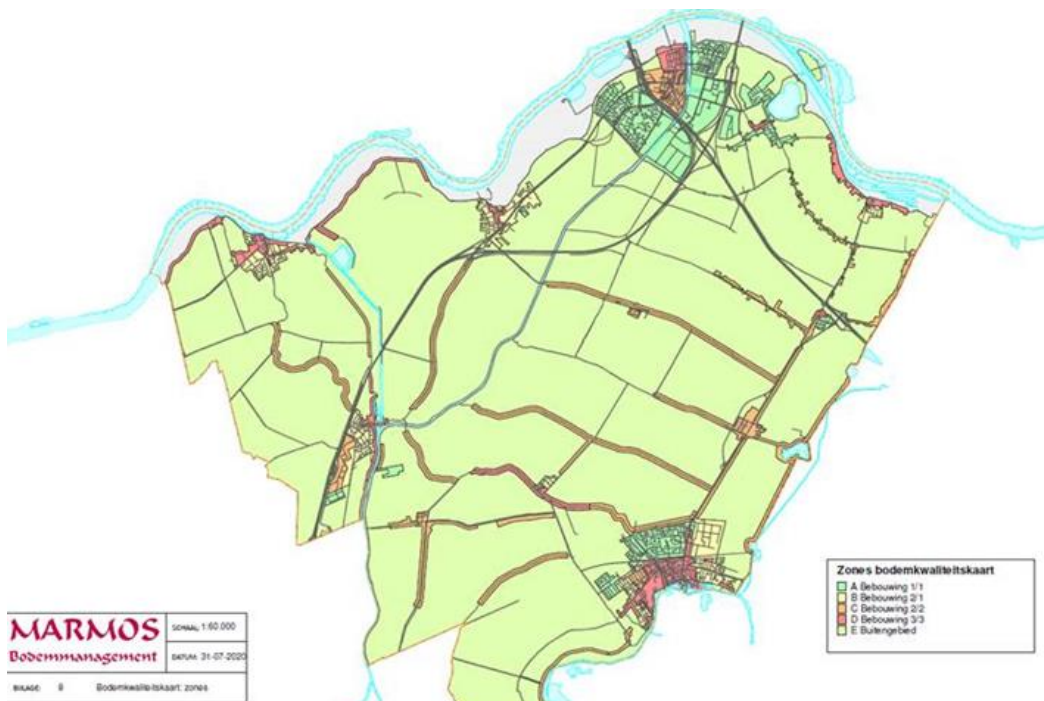 Zones bodemkwaliteitskaart
A Bebouwing 1/1
B Bebouwing 2/1
C Bebouwing 2/2
D Bebouwing 3/3
E Buitengebied
MARMOS
Bodemmanagement
SCHAAL: 1:60.000
DATUM: 31-07-2020
BIJLAGE: 9 Bodemkwaliteitskaart: zones